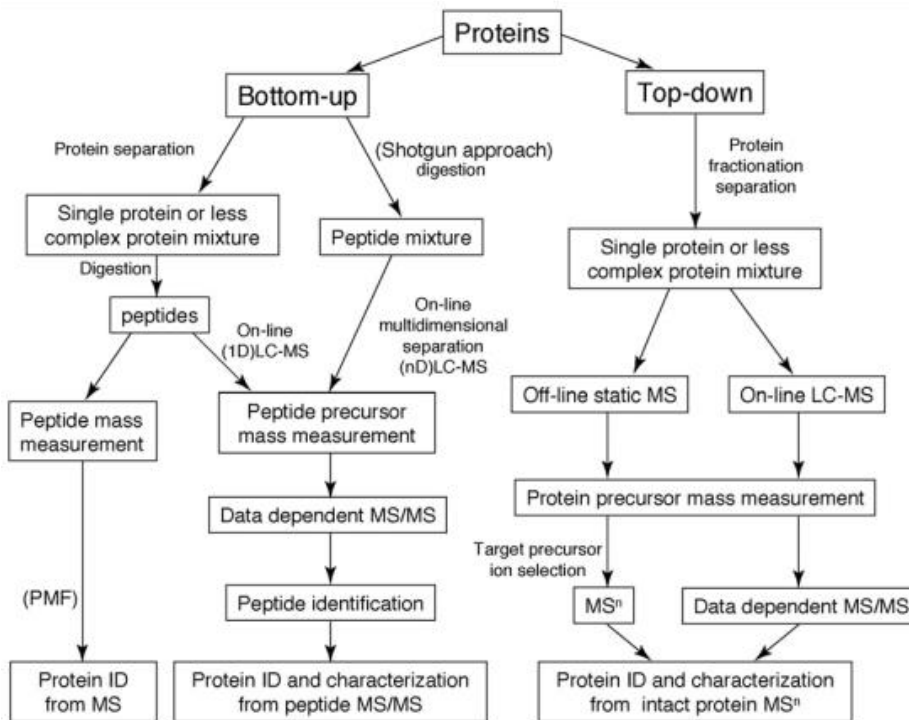 Proteins
Bottom-up
Top-down
Protein separation
(Shotgun approach)
digestion
Protein
fractionation
separation
Single protein or less
complex protein mixture
Peptide mixture
Single protein or less
complex protein mixture
Digestion
peptides
On-line
(1D)LC-MS
On-line
multidimensional
separation
(nD)LC-MS
Off-line static MS
On-line LC-MS
Peptide mass
measurement
Peptide precursor
mass measurement
Protein precursor mass measurement
Data dependent MS/MS
Target precursor
ion selection
(PMF)
Peptide identification
MSⁿ
Data dependent MS/MS
Protein ID
from MS
Protein ID and characterization
from peptide MS/MS
Protein ID and characterization
from intact protein MSⁿ